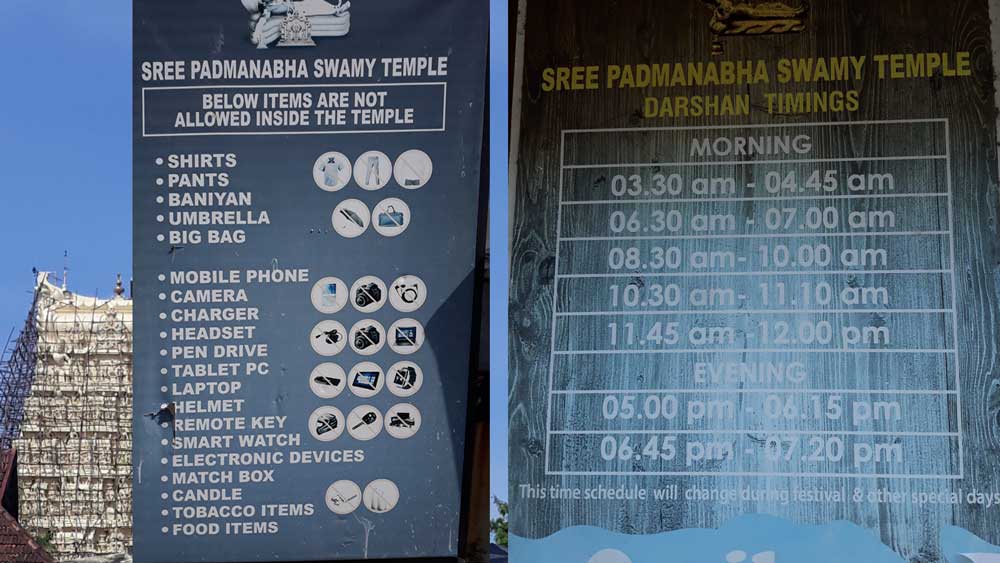 SREE PADMANABHA SWAMY TEMPLE
BELOW ITEMS ARE NOT
ALLOWED INSIDE THE TEMPLE
• SHIRTS
• PANTS
• BANIYAN
• UMBRELLA
• BIG BAG
• MOBILE PHONE
• CAMERA
• CHARGER
• HEADSET
• PEN DRIVE
• TABLET PC
• LAPTOP
• HELMET
• REMOTE KEY
• SMART WATCH
• ELECTRONIC DEVICES
• MATCH BOX
• CANDLE
• TOBACCO ITEMS
• FOOD ITEMS
SREE PADMANABHA SWAMY TEMPLE
DARSHAN TIMINGS
MORNING
03.30 am - 04.45 am
06.30 am - 07.00 am
08.30 am - 10.00 am
10.30 am - 11.10 am
11.45 am - 12.00 pm
EVENING
05.00 pm - 06.15 pm
06.45 pm - 07.20 pm
This time schedule will change during festival & other special days